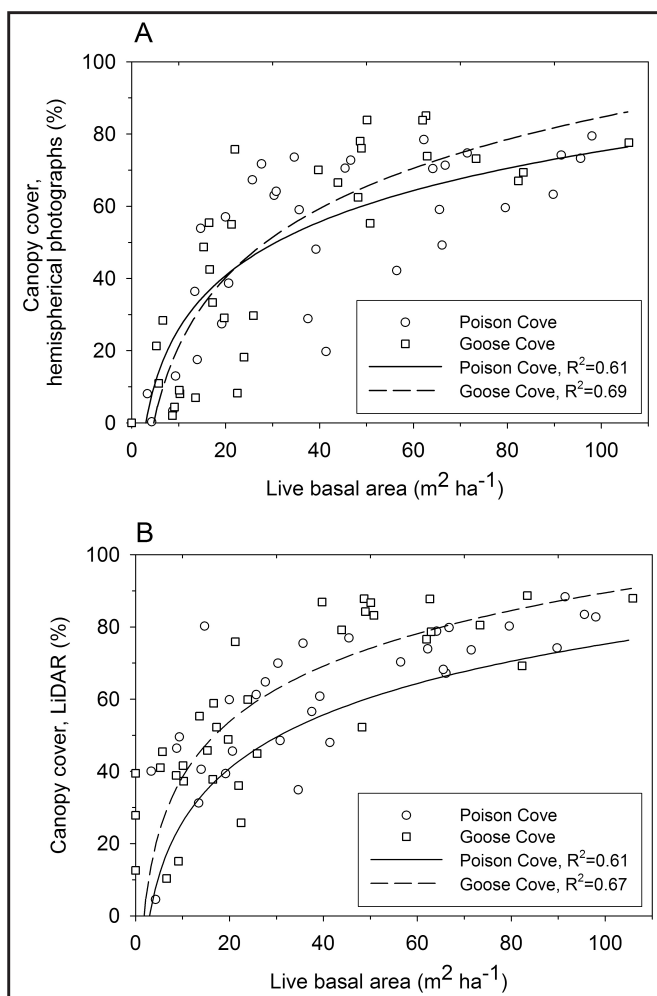 A
100
80
60
40
20
0
Canopy cover,
hemispherical photographs (%)
Poison Cove
Goose Cove
Poison Cove, R²=0.61
Goose Cove, R²=0.69
0 20 40 60 80 100
Live basal area (m² ha⁻¹)
B
100
80
60
40
20
0
Canopy cover, LiDAR (%)
Poison Cove
Goose Cove
Poison Cove, R²=0.61
Goose Cove, R²=0.67
0 20 40 60 80 100
Live basal area (m² ha⁻¹)